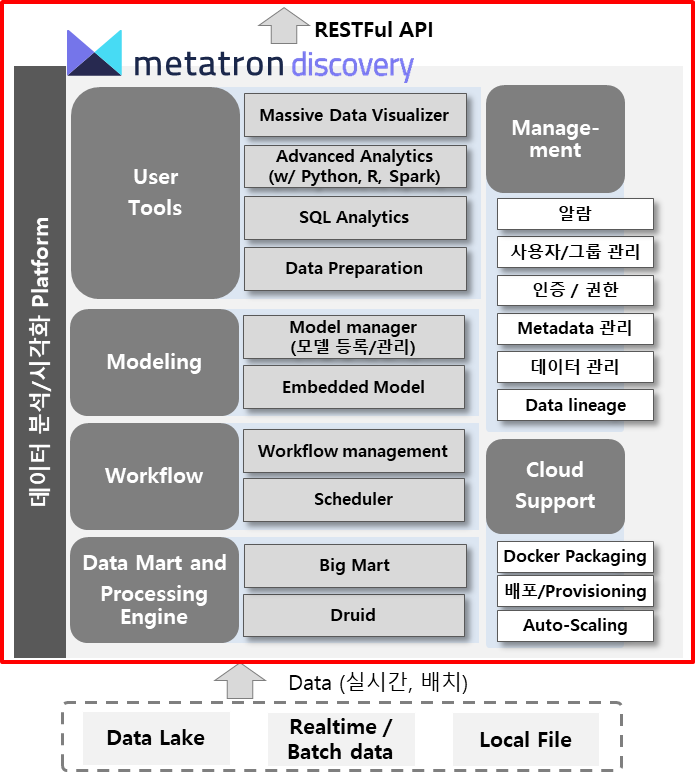 RESTFul API
metatron discovery
데이터 분석/시각화 Platform
User
Tools
Massive Data Visualizer
Advanced Analytics
(w/ Python, R, Spark)
SQL Analytics
Data Preparation
Modeling
Model manager
(모델 등록/관리)
Embedded Model
Workflow
Workflow management
Scheduler
Data Mart and
Processing
Engine
Big Mart
Druid
Manage-
ment
알람
사용자/그룹 관리
인증 / 권한
Metadata 관리
데이터 관리
Data lineage
Cloud
Support
Docker Packaging
배포/Provisioning
Auto-Scaling
Data (실시간, 배치)
Data Lake
Realtime /
Batch data
Local File